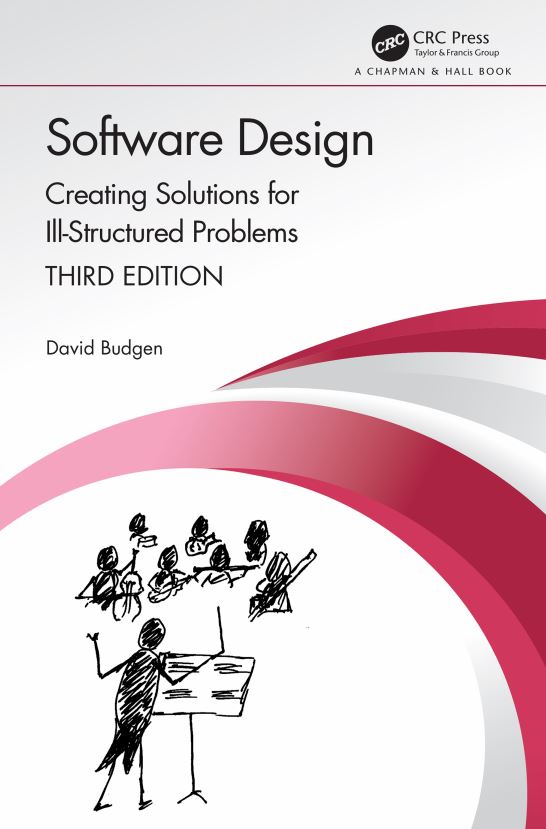 CRC
CRC Press
Taylor & Francis Group
A CHAPMAN & HALL BOOK
Software Design
Creating Solutions for
Ill-Structured Problems
THIRD EDITION
David Budgen